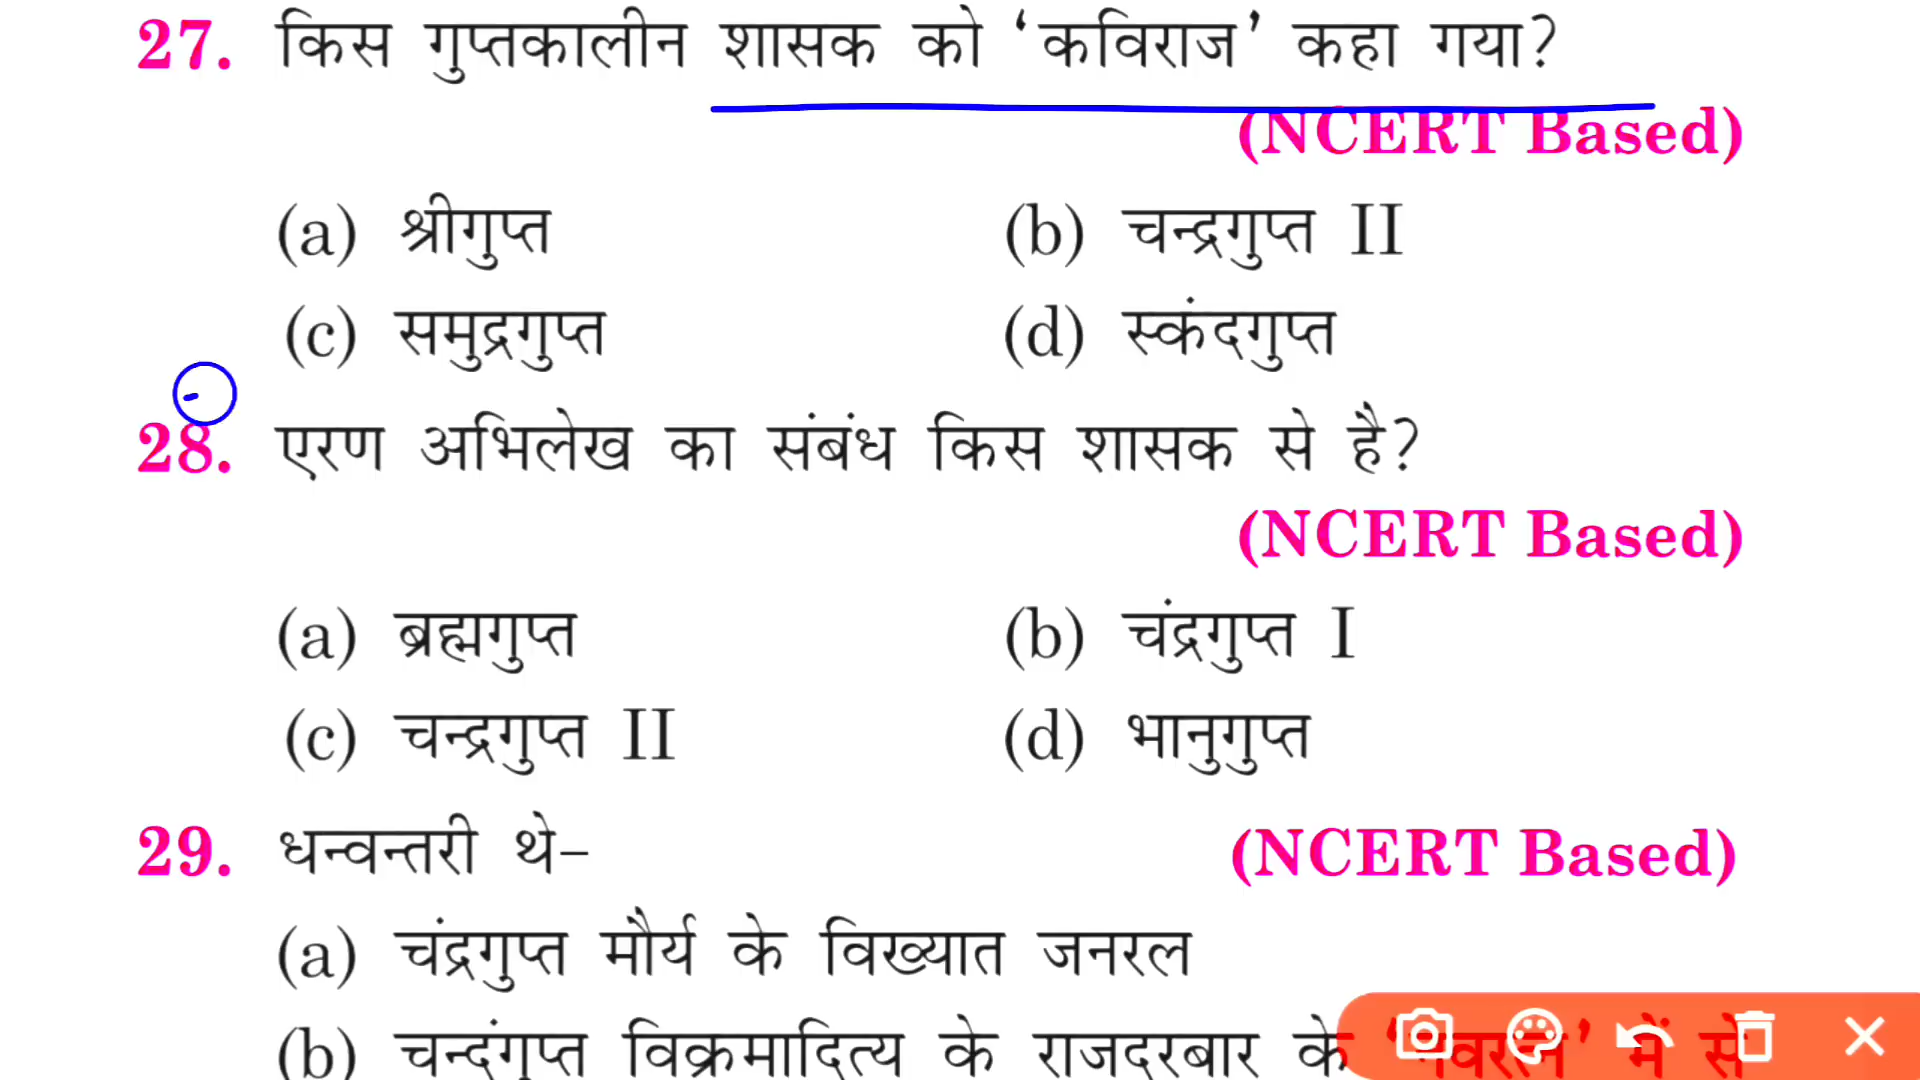 27. किस गुप्तकालीन शासक को ‘कविराज’ कहा गया?
(NCERT Based)
(a) श्रीगुप्त (b) चन्द्रगुप्त II
(c) समुद्रगुप्त (d) स्कंदगुप्त
28. एरण अभिलेख का संबंध किस शासक से है?
(NCERT Based)
(a) ब्रह्मगुप्त (b) चंद्रगुप्त I
(c) चन्द्रगुप्त II (d) भानुगुप्त
29. धन्वन्तरी थे– (NCERT Based)
(a) चंद्रगुप्त मौर्य के विख्यात जनरल
(b) चन्दंगुप्त विक्रमादित्य के राजदरबार के ‘नवरत्न’ में से